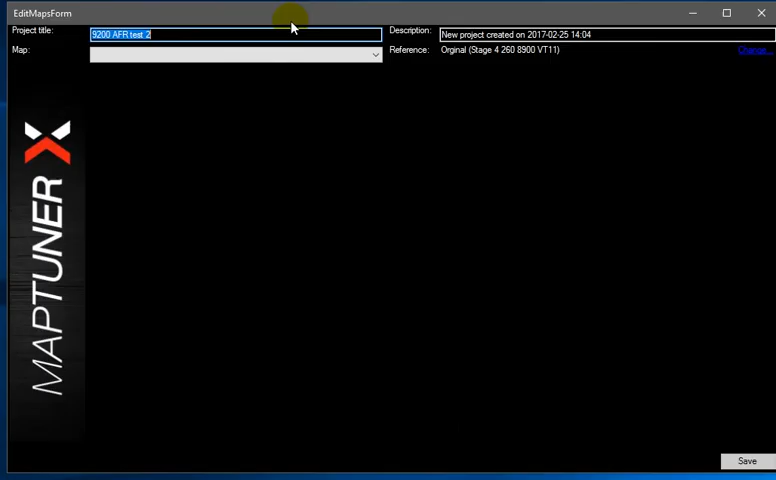 EditMapsForm
Project title:
9200 AFR test 2
Description:
New project created on 2017-02-25 14:04
Map:
Reference:
Orginal (Stage 4 260 8900 VT11)
Change...
MAPTUNER X
Save